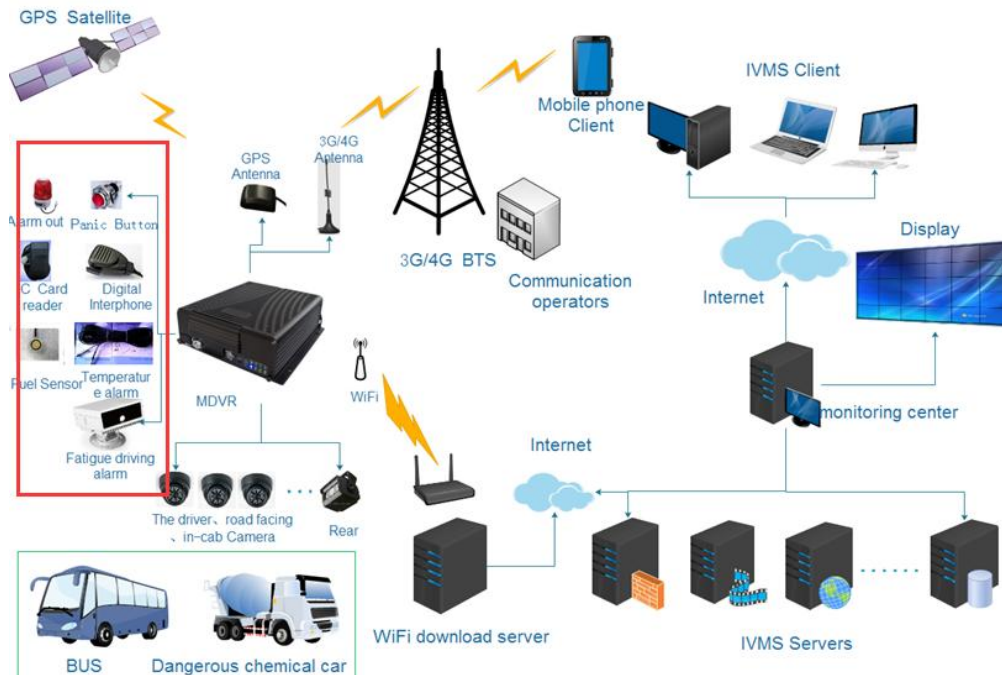 GPS Satellite
IVMS Client
Mobile phone
Client
3G/4G
Antenna
GPS
Antenna
Alarm out
Panic Button
Display
3G/4G BTS
Communication
operators
Internet
C Card
reader
Digital
Interphone
Fuel Sensor
Temperatur
e alarm
MDVR
WiFi
monitoring center
Fatigue driving
alarm
Internet
The driver、road facing
、in-cab Camera
Rear
WiFi download server
IVMS Servers
BUS
Dangerous chemical car